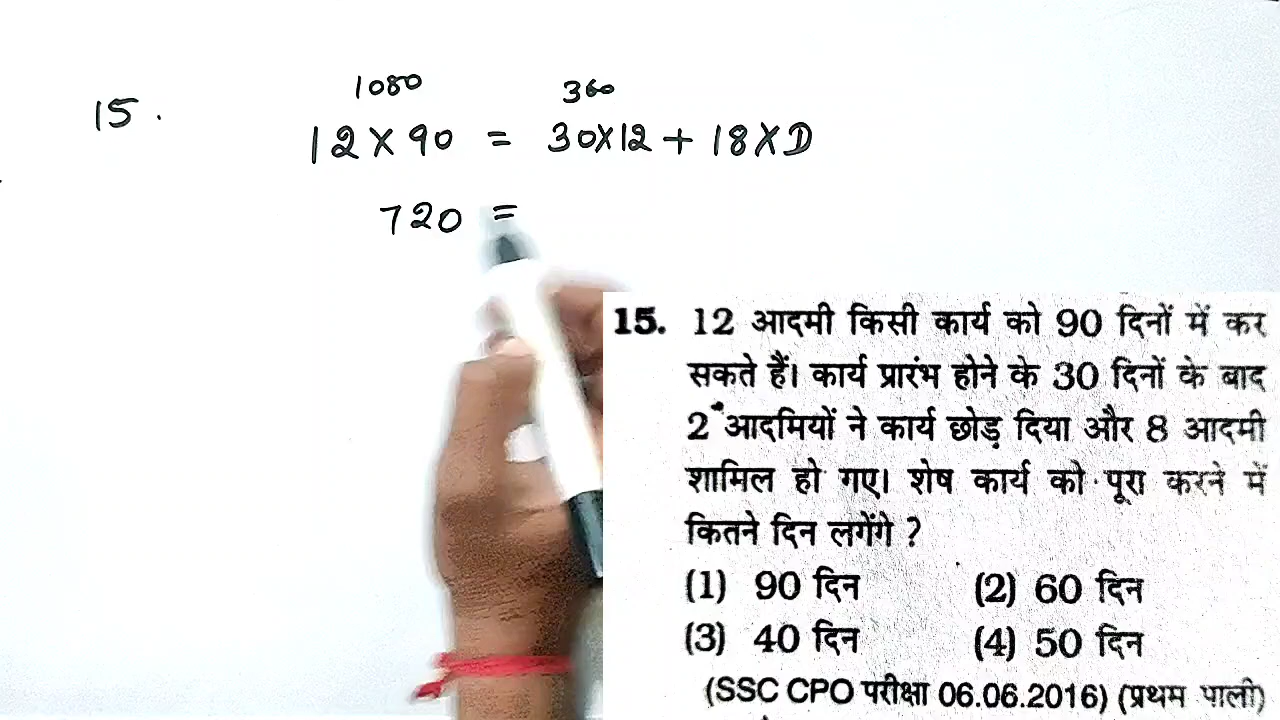 15.
1080 360
12 × 90 = 30×12 + 18 × D
720 =
15. 12 आदमी किसी कार्य को 90 दिनों में कर
सकते हैं। कार्य प्रारंभ होने के 30 दिनों के बाद
2 आदमियों ने कार्य छोड़ दिया और 8 आदमी
शामिल हो गए। शेष कार्य को पूरा करने में
कितने दिन लगेंगे ?
(1) 90 दिन (2) 60 दिन
(3) 40 दिन (4) 50 दिन
(SSC CPO परीक्षा 06.06.2016) (प्रथम पाली)